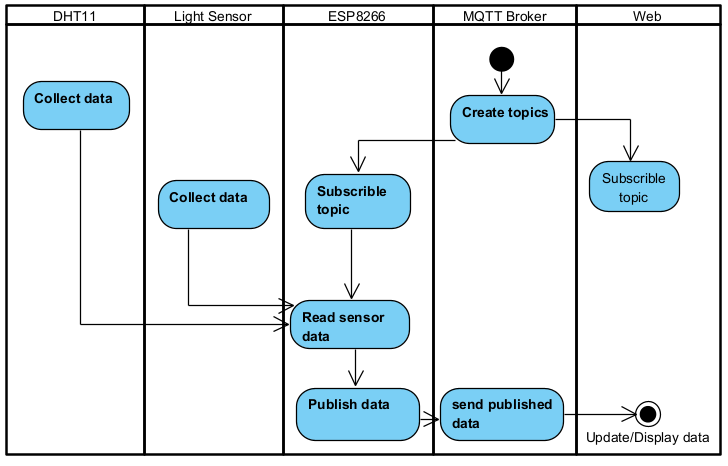 DHT11
Light Sensor
ESP8266
MQTT Broker
Web
Collect data
Create topics
Collect data
Subscrible
topic
Subscrible
topic
Read sensor
data
Publish data
send published
data
Update/Display data